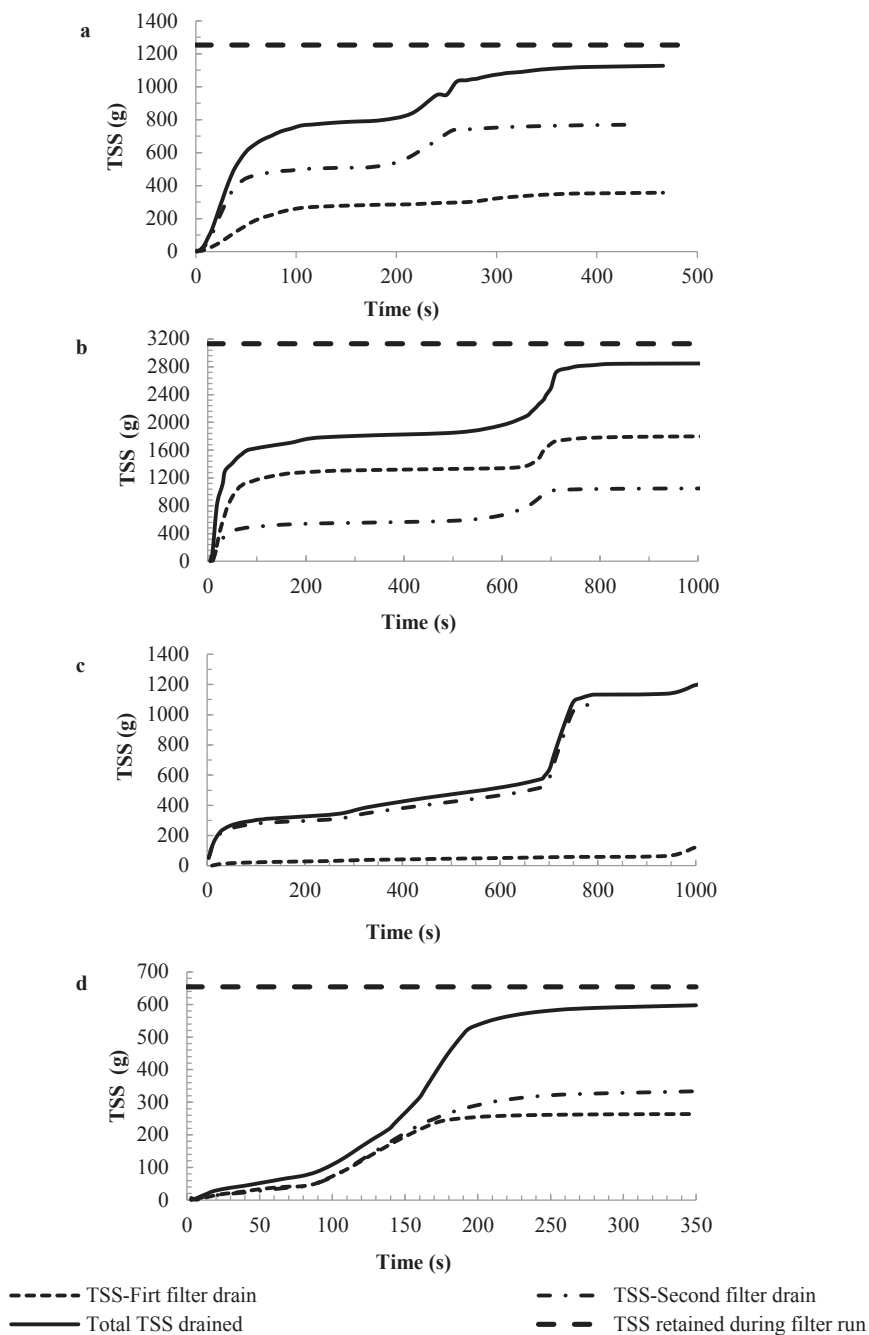 a
1400
1200
1000
800
600
400
200
0
TSS (g)
0 100 200 300 400 500
Tíme (s)
b
3200
2800
2400
2000
1600
1200
800
400
0
TSS (g)
0 200 400 600 800 1000
Time (s)
c
1400
1200
1000
800
600
400
200
0
TSS (g)
0 200 400 600 800 1000
Time (s)
d
700
600
500
400
300
200
100
0
TSS (g)
0 50 100 150 200 250 300 350
Time (s)
TSS-Firt filter drain
TSS-Second filter drain
Total TSS drained
TSS retained during filter run